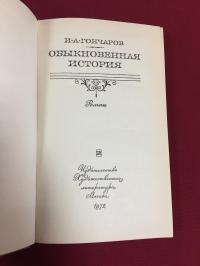 И·А·ГОНЧАРОВ
ОБЫКНОВЕННАЯ
ИСТОРИЯ
Роман
Издательство
„Художественная
литература“
Москва
1972